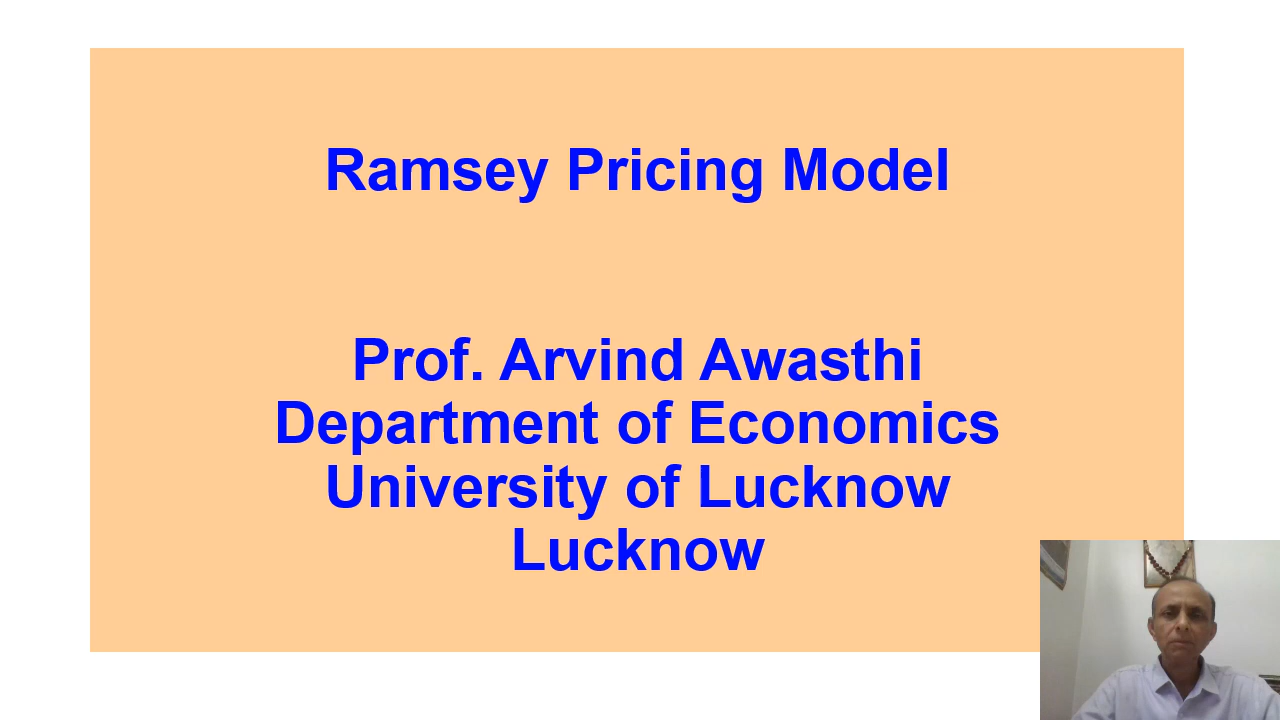 Ramsey Pricing Model
Prof. Arvind Awasthi
Department of Economics
University of Lucknow
Lucknow